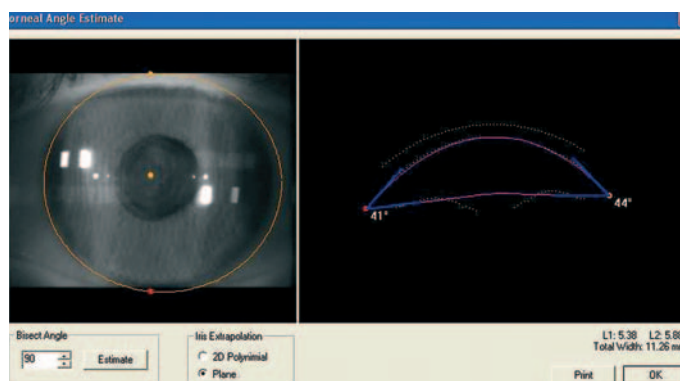 orneal Angle Estimate
41°
44°
Bisect Angle
90
Estimate
Iris Extrapolation
2D Polynimial
Plane
L1: 5.38 L2: 5.88
Total Width: 11.26 m
Print
OK